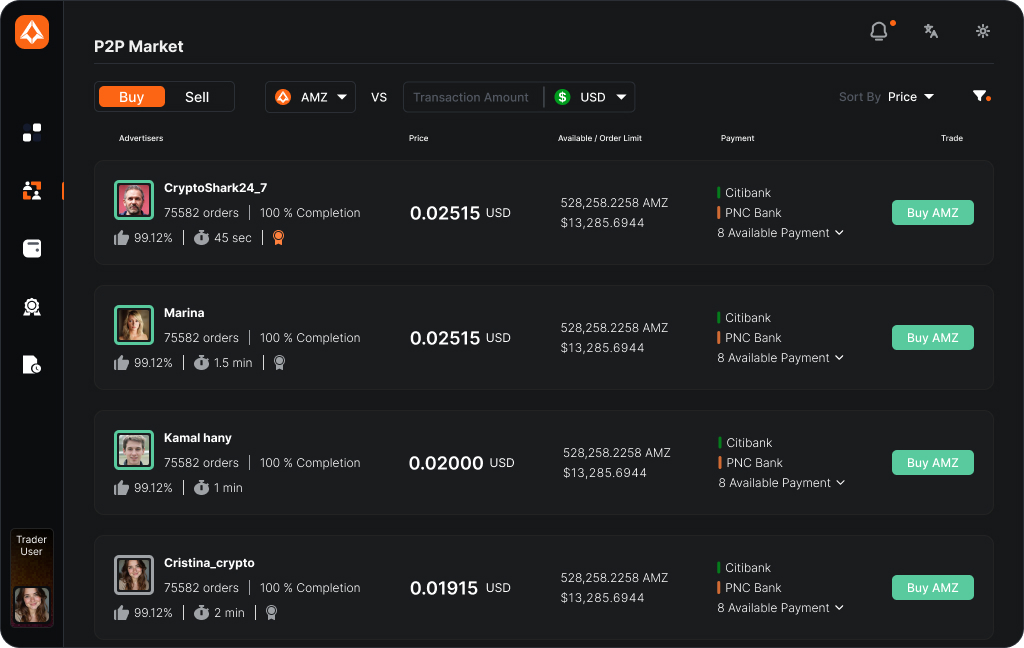 P2P Market
Buy Sell AMZ VS Transaction Amount $ USD Sort By Price
Advertisers Price Available / Order Limit Payment Trade
CryptoShark24_7
75582 orders 100 % Completion
99.12% 45 sec
0.02515 USD
528,258.2258 AMZ
$13,285.6944
Citibank
PNC Bank
8 Available Payment
Buy AMZ
Marina
75582 orders 100 % Completion
99.12% 1.5 min
0.02515 USD
528,258.2258 AMZ
$13,285.6944
Citibank
PNC Bank
8 Available Payment
Buy AMZ
Kamal hany
75582 orders 100 % Completion
99.12% 1 min
0.02000 USD
528,258.2258 AMZ
$13,285.6944
Citibank
PNC Bank
8 Available Payment
Buy AMZ
Cristina_crypto
75582 orders 100 % Completion
99.12% 2 min
0.01915 USD
528,258.2258 AMZ
$13,285.6944
Citibank
PNC Bank
8 Available Payment
Buy AMZ
Trader
User